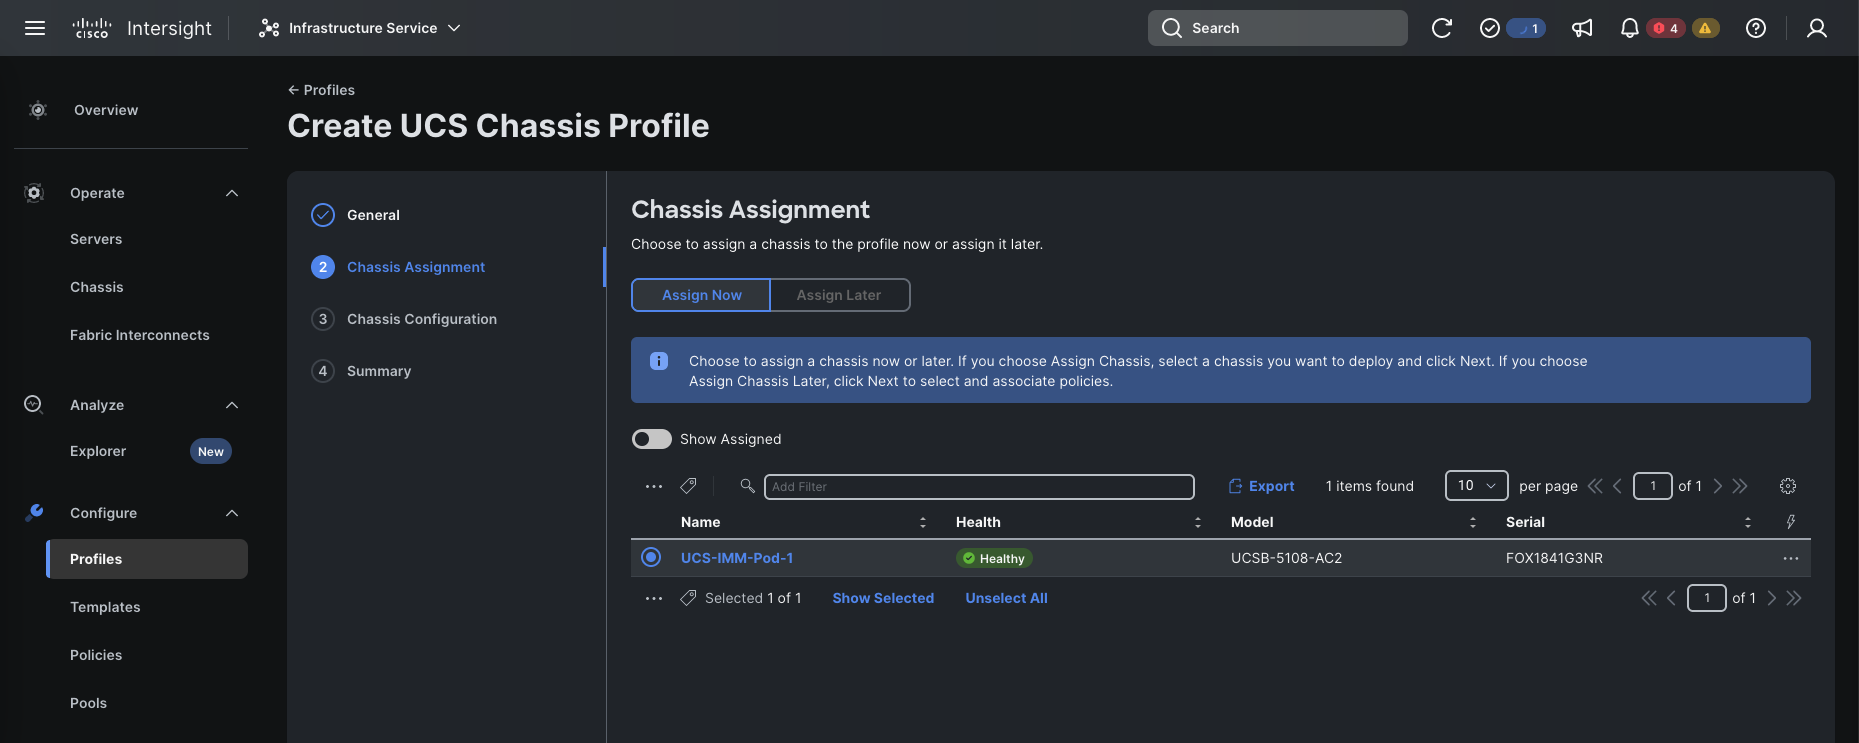 CISCO Intersight
Infrastructure Service
Search
1
4
Overview
Operate
Servers
Chassis
Fabric Interconnects
Analyze
Explorer
New
Configure
Profiles
Templates
Policies
Pools
Profiles
Create UCS Chassis Profile
General
2 Chassis Assignment
3 Chassis Configuration
4 Summary
Chassis Assignment
Choose to assign a chassis to the profile now or assign it later.
Assign Now Assign Later
Choose to assign a chassis now or later. If you choose Assign Chassis, select a chassis you want to deploy and click Next. If you choose
Assign Chassis Later, click Next to select and associate policies.
Show Assigned
Add Filter Export 1 items found 10 per page 1 of 1
Name Health Model Serial
UCS-IMM-Pod-1 Healthy UCSB-5108-AC2 FOX1841G3NR
Selected 1 of 1 Show Selected Unselect All 1 of 1